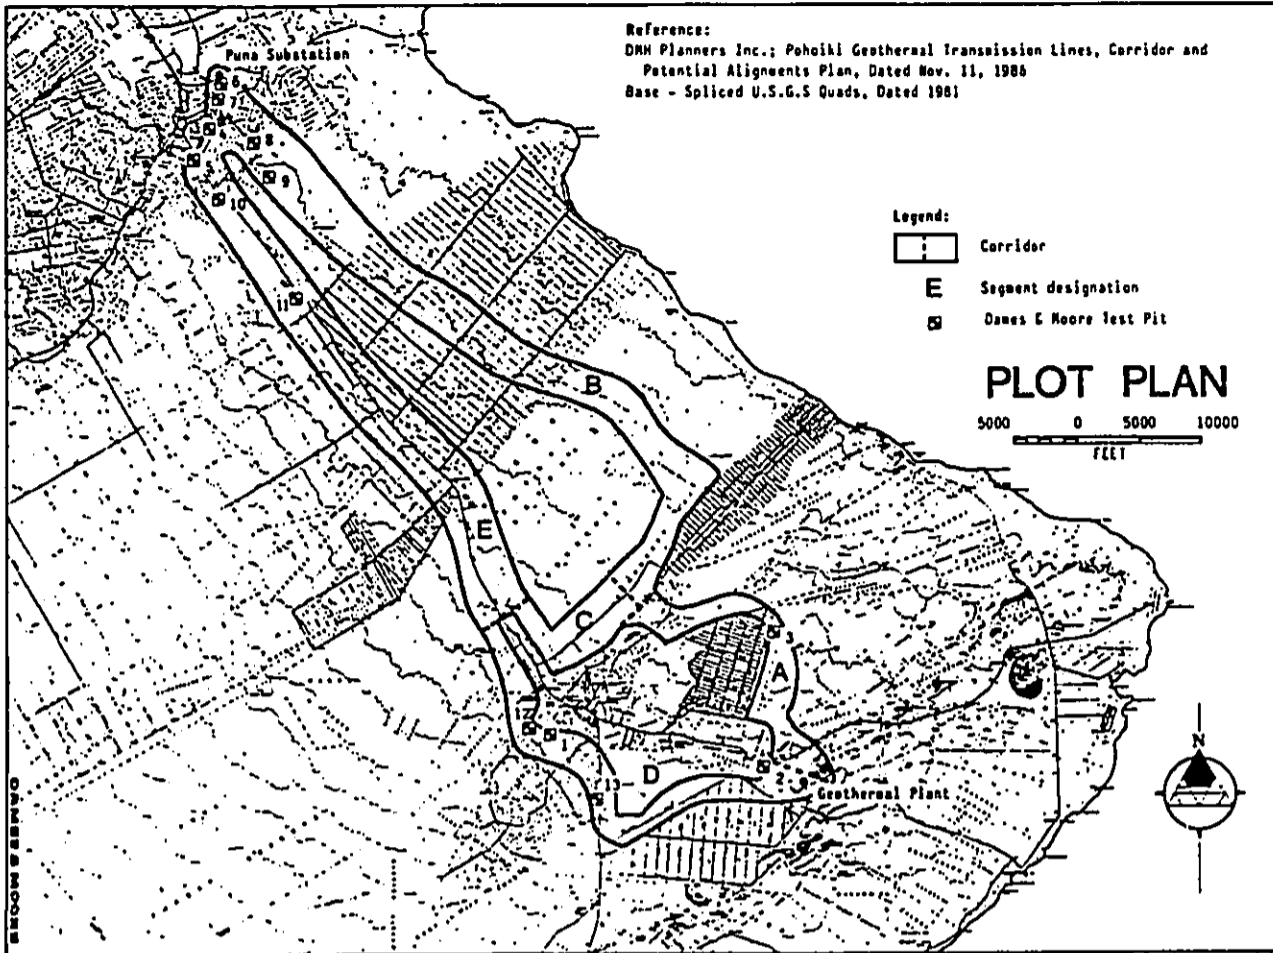 Reference:
DMH Planners Inc.; Pohoiki Geothermal Transmission Lines, Corridor and
Potential Alignments Plan, Dated Nov. 11, 1986
Base - Spliced U.S.G.S Quads, Dated 1981
Puna Substation
6
7
8
9
5
10
11
Legend:
Corridor
E Segment designation
Dames & Moore Test Pit
PLOT PLAN
5000 0 5000 10000
FEET
B
E
C
3
A
1
D
2
13
Geothermal Plant
N
DAMES & MOORE